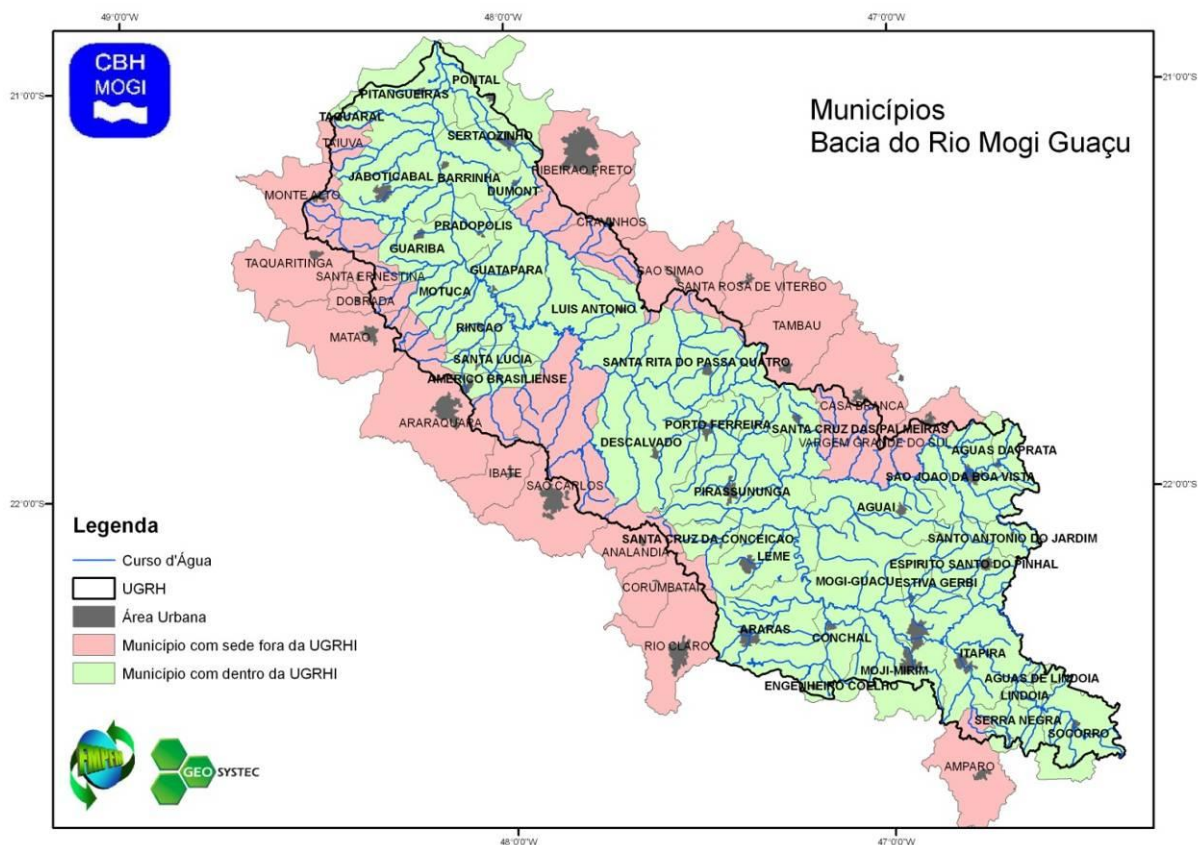 49°0'0"W
48°0'0"W
47°0'0"W
CBH
MOGI
Municípios
Bacia do Rio Mogi Guaçu
21°0'0"S
21°0'0"S
PONTAL
PITANGUEIRAS
TAQUARAL
TAIUVA
SERTAOZINHO
RIBEIRAO PRETO
JABOTICABAL
BARRINHA
DUMONT
MONTE ALTO
CRAVINHOS
PRADOPOLIS
GUARIBA
TAQUARITINGA
SANTA ERNESTINA
GUATAPARA
SAO SIMAO
SANTA ROSA DE VITERBO
DOBRADA
MOTUCA
LUIS ANTONIO
TAMBAU
MATAO
RINCAO
SANTA LUCIA
SANTA RITA DO PASSA QUATRO
AMERICO BRASILIENSE
CASA BRANCA
ARARAQUARA
PORTO FERREIRA
SANTA CRUZ DAS PALMEIRAS
DESCALVADO
VARGEM GRANDE DO SUL
AGUAS DA PRATA
IBATE
SAO CARLOS
SAO JOAO DA BOA VISTA
PIRASSUNUNGA
22°0'0"S
22°0'0"S
AGUAI
Legenda
SANTA CRUZ DA CONCEICAO
SANTO ANTONIO DO JARDIM
ANALANDIA
LEME
ESPIRITO SANTO DO PINHAL
Curso d'Água
CORUMBATAI
MOGI-GUACU
ESTIVA GERBI
UGRH
Área Urbana
ARARAS
CONCHAL
Município com sede fora da UGRHI
RIO CLARO
ITAPIRA
MOJI-MIRIM
Município com dentro da UGRHI
ENGENHEIRO COELHO
AGUAS DE LINDOIA
LINDOIA
SERRA NEGRA
SOCORRO
FMPFM
GEO SYSTEC
AMPARO
48°0'0"W
47°0'0"W